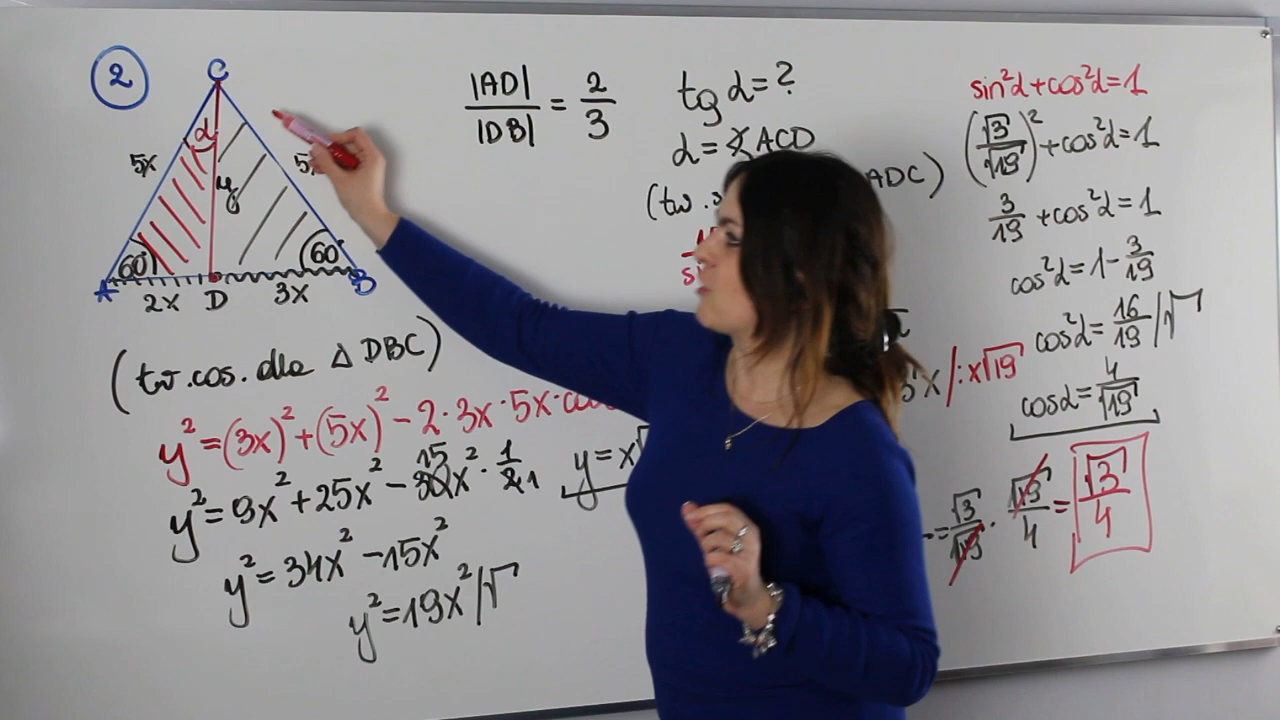 2
C
α
5x
y
5x
60°
60
A
2x
D
3x
B
(tw. cos. dla △ DBC)
y² = (3x)² + (5x)² - 2·3x·5x·cos
y² = 9x² + 25x² - 30x² · 1/2 15 1
y² = 34x² - 15x²
y² = 19x² /√
y = x√
|AD|/|DB| = 2/3
tg α = ?
α = ∢ACD
(tw. ADC)
/:x√19
sin²α + cos²α = 1
(√3/√19)² + cos²α = 1
3/19 + cos²α = 1
cos²α = 1 - 3/19
cos²α = 16/19 /√
cosα = 4/√19
= √3/√19 · √19/4 = √3/4